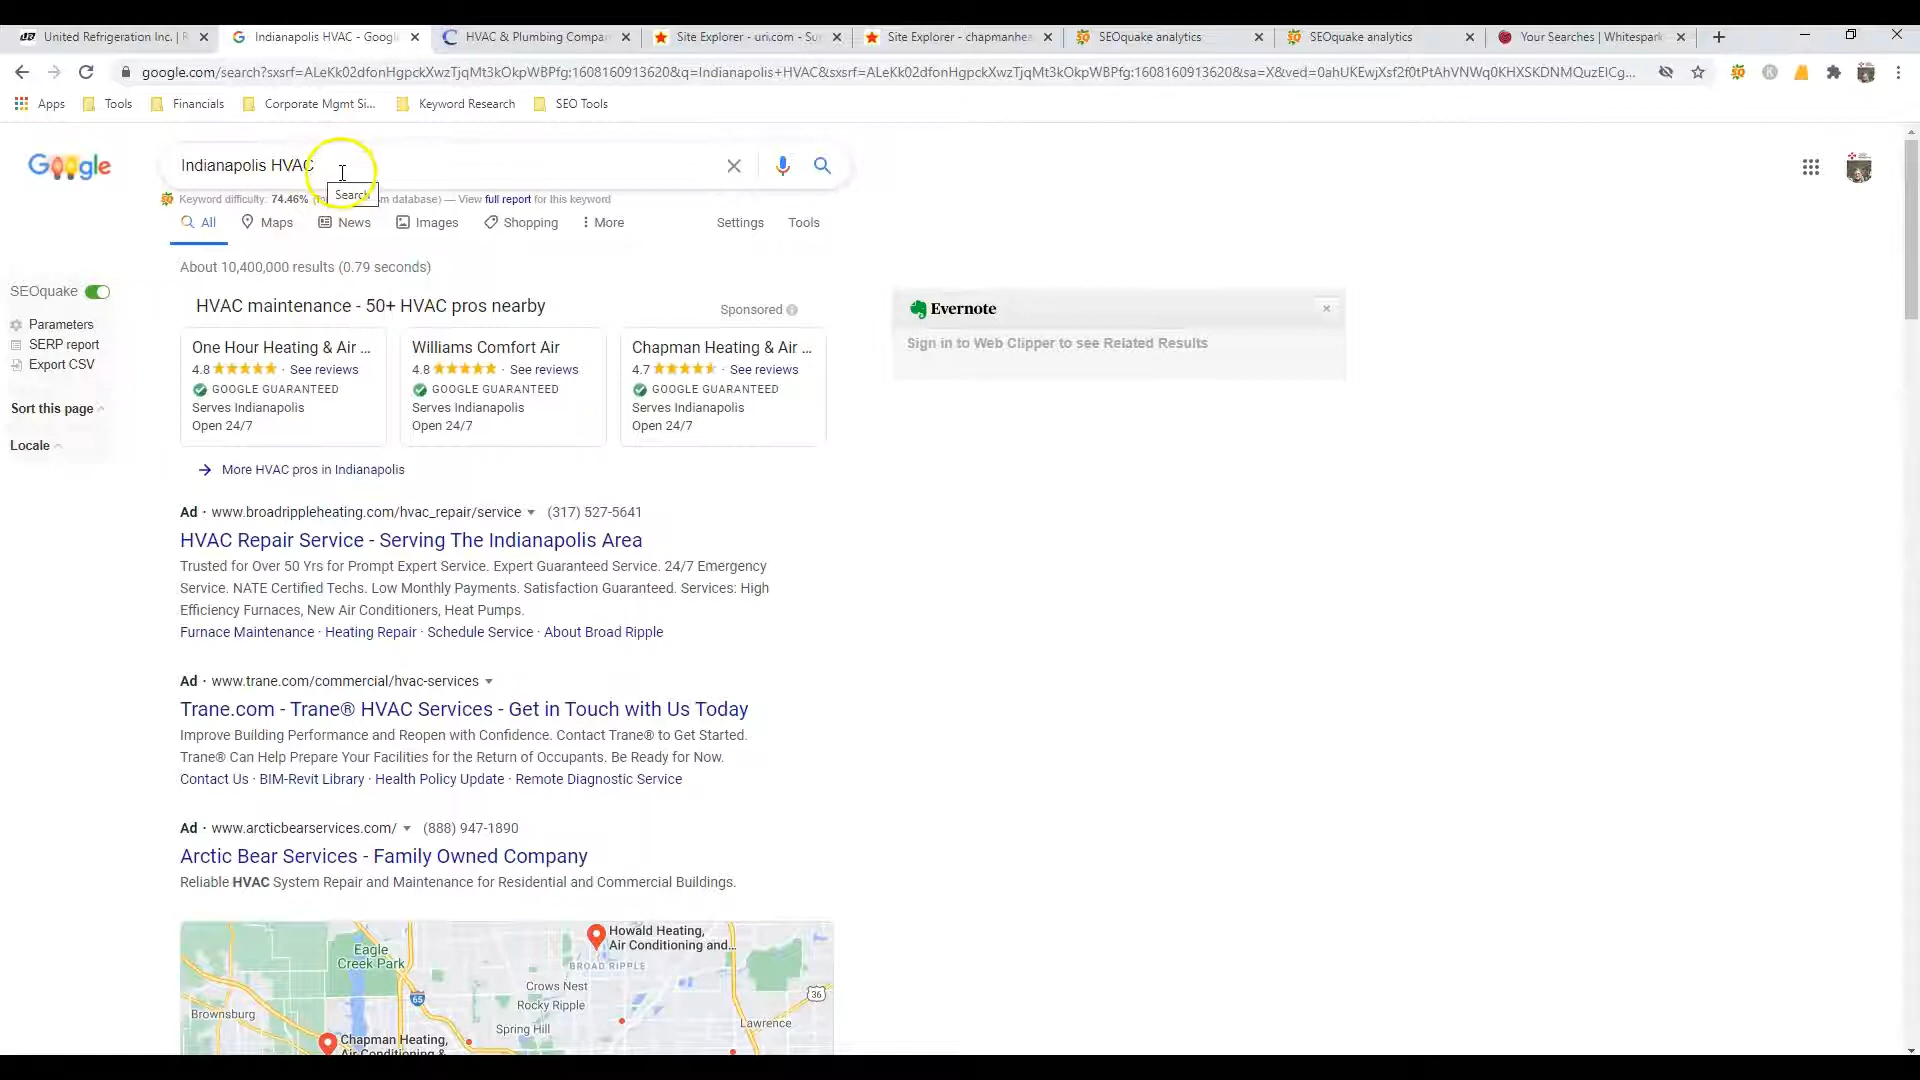 United Refrigeration Inc. | R
Indianapolis HVAC - Googl
HVAC & Plumbing Compan
Site Explorer - uri.com - Su
Site Explorer - chapmanhea
SEOquake analytics
SEOquake analytics
Your Searches | Whitespark
google.com/search?sxsrf=ALeKk02dfonHgpckXwzTjqMt3kOkpWBPfg:1608160913620&q=Indianapolis+HVAC&sxsrf=ALeKk02dfonHgpckXwzTjqMt3kOkpWBPfg:1608160913620&sa=X&ved=0ahUKEwjXsf2f0tPtAhVNWq0KHXSKDNMQuzEICg...
Apps
Tools
Financials
Corporate Mgmt Si...
Keyword Research
SEO Tools
Google
Indianapolis HVAC
Search
Keyword difficulty: 74.46% database) — View full report for this keyword
All
Maps
News
Images
Shopping
More
Settings
Tools
About 10,400,000 results (0.79 seconds)
SEOquake
Parameters
SERP report
Export CSV
Sort this page
Locale
HVAC maintenance - 50+ HVAC pros nearby
Sponsored
One Hour Heating & Air ...
4.8 · See reviews
GOOGLE GUARANTEED
Serves Indianapolis
Open 24/7
Williams Comfort Air
4.8 · See reviews
GOOGLE GUARANTEED
Serves Indianapolis
Open 24/7
Chapman Heating & Air ...
4.7 · See reviews
GOOGLE GUARANTEED
Serves Indianapolis
Open 24/7
More HVAC pros in Indianapolis
Evernote
Sign in to Web Clipper to see Related Results
Ad · www.broadrippleheating.com/hvac_repair/service (317) 527-5641
HVAC Repair Service - Serving The Indianapolis Area
Trusted for Over 50 Yrs for Prompt Expert Service. Expert Guaranteed Service. 24/7 Emergency
Service. NATE Certified Techs. Low Monthly Payments. Satisfaction Guaranteed. Services: High
Efficiency Furnaces, New Air Conditioners, Heat Pumps.
Furnace Maintenance · Heating Repair · Schedule Service · About Broad Ripple
Ad · www.trane.com/commercial/hvac-services
Trane.com - Trane® HVAC Services - Get in Touch with Us Today
Improve Building Performance and Reopen with Confidence. Contact Trane® to Get Started.
Trane® Can Help Prepare Your Facilities for the Return of Occupants. Be Ready for Now.
Contact Us · BIM-Revit Library · Health Policy Update · Remote Diagnostic Service
Ad · www.arcticbearservices.com/ (888) 947-1890
Arctic Bear Services - Family Owned Company
Reliable HVAC System Repair and Maintenance for Residential and Commercial Buildings.
Howald Heating,
Air Conditioning and...
Eagle
Creek Park
BROAD RIPPLE
Crows Nest
65
36
Rocky Ripple
Brownsburg
Lawrence
Spring Hill
Chapman Heating,
Air Conditioning &